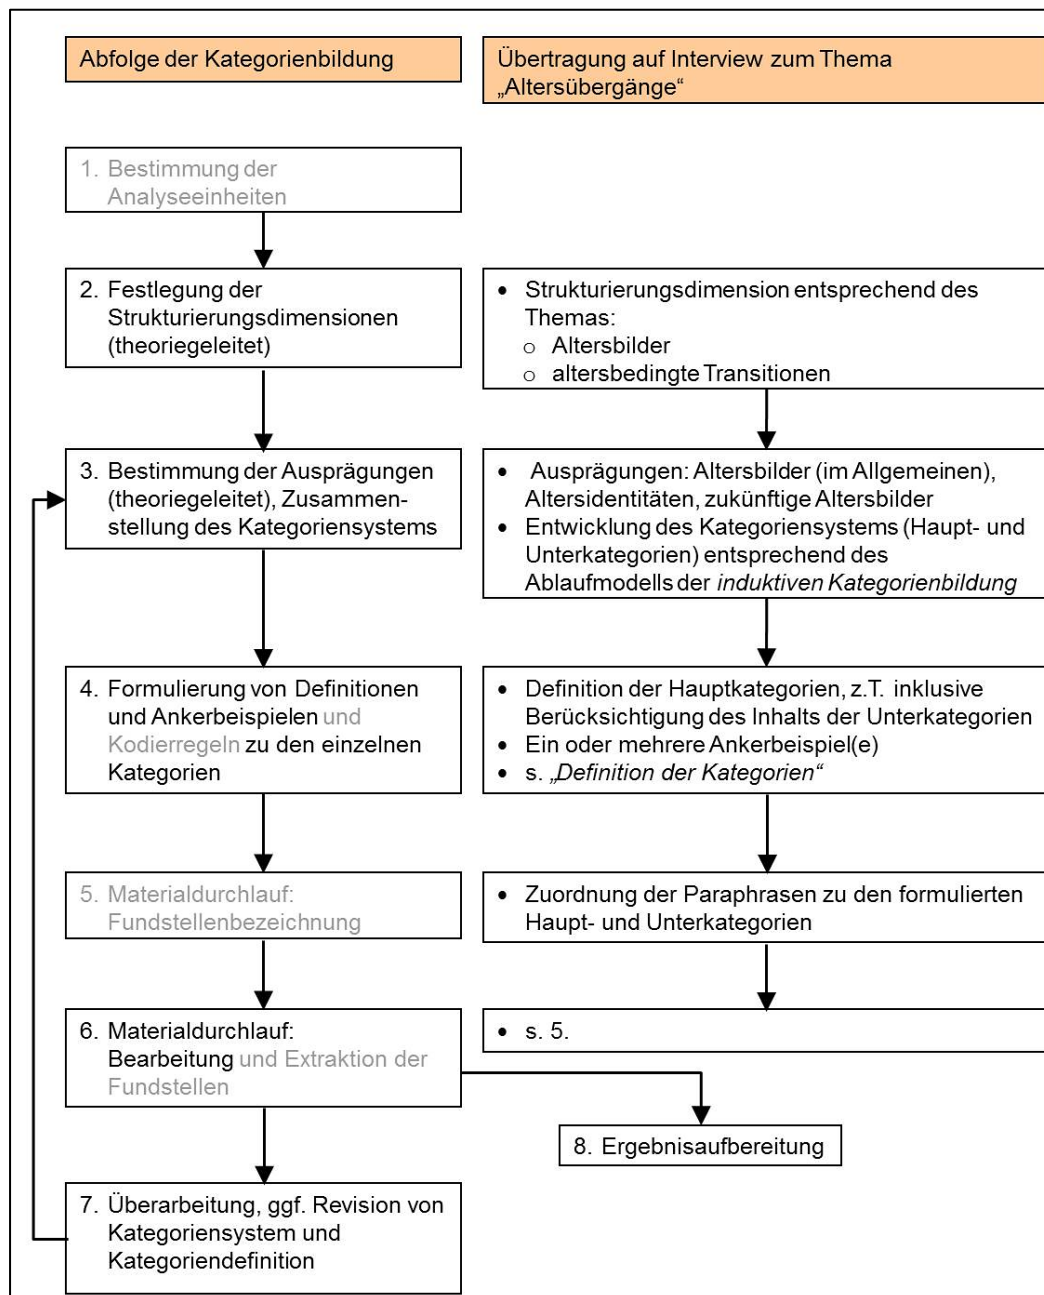 Abfolge der Kategorienbildung
Übertragung auf Interview zum Thema
„Altersübergänge“
1. Bestimmung der
Analyseeinheiten
2. Festlegung der
Strukturierungsdimensionen
(theoriegeleitet)
• Strukturierungsdimension entsprechend des
Themas:
o Altersbilder
o altersbedingte Transitionen
3. Bestimmung der Ausprägungen
(theoriegeleitet), Zusammen-
stellung des Kategoriensystems
• Ausprägungen: Altersbilder (im Allgemeinen),
Altersidentitäten, zukünftige Altersbilder
• Entwicklung des Kategoriensystems (Haupt- und
Unterkategorien) entsprechend des
Ablaufmodells der induktiven Kategorienbildung
4. Formulierung von Definitionen
und Ankerbeispielen und
Kodierregeln zu den einzelnen
Kategorien
• Definition der Hauptkategorien, z.T. inklusive
Berücksichtigung des Inhalts der Unterkategorien
• Ein oder mehrere Ankerbeispiel(e)
• s. „Definition der Kategorien“
5. Materialdurchlauf:
Fundstellenbezeichnung
• Zuordnung der Paraphrasen zu den formulierten
Haupt- und Unterkategorien
6. Materialdurchlauf:
Bearbeitung und Extraktion der
Fundstellen
• s. 5.
8. Ergebnisaufbereitung
7. Überarbeitung, ggf. Revision von
Kategoriensystem und
Kategoriendefinition